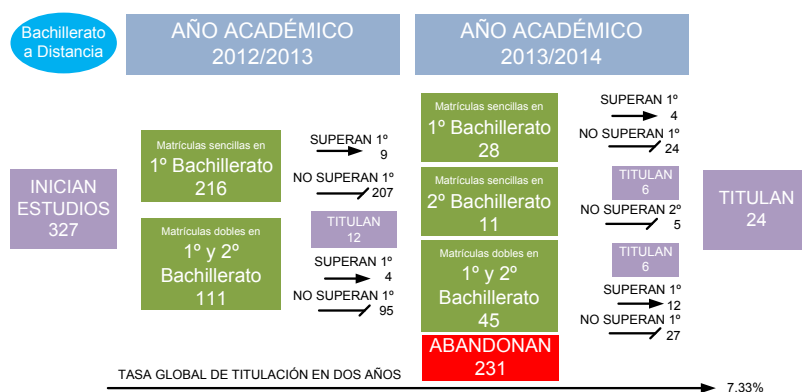 Bachillerato
a Distancia
AÑO ACADÉMICO
2012/2013
AÑO ACADÉMICO
2013/2014
INICIAN
ESTUDIOS
327
Matrículas sencillas en
1º Bachillerato
216
SUPERAN 1º
9
NO SUPERAN 1º
207
Matrículas dobles en
1º y 2º
Bachillerato
111
TITULAN
12
SUPERAN 1º
4
NO SUPERAN 1º
95
Matrículas sencillas en
1º Bachillerato
28
SUPERAN 1º
4
NO SUPERAN 1º
24
Matrículas sencillas en
2º Bachillerato
11
TITULAN
6
NO SUPERAN 2º
5
Matrículas dobles en
1º y 2º
Bachillerato
45
TITULAN
6
SUPERAN 1º
12
NO SUPERAN 1º
27
ABANDONAN
231
TITULAN
24
TASA GLOBAL DE TITULACIÓN EN DOS AÑOS
7.33%